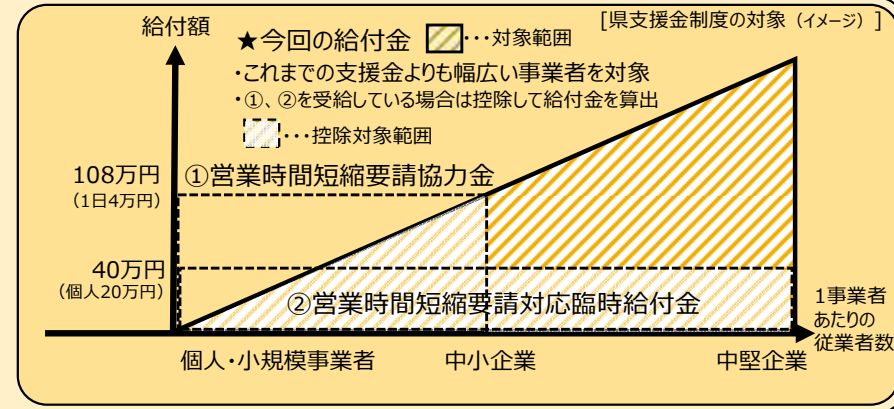 [県支援金制度の対象（イメージ）]
給付額
★今回の給付金 ･･･対象範囲
・これまでの支援金よりも幅広い事業者を対象
・①、②を受給している場合は控除して給付金を算出
･･･控除対象範囲
108万円
（1日4万円）
①営業時間短縮要請協力金
40万円
（個人20万円）
②営業時間短縮要請対応臨時給付金
1事業者
あたりの
従業者数
個人・小規模事業者 中小企業 中堅企業